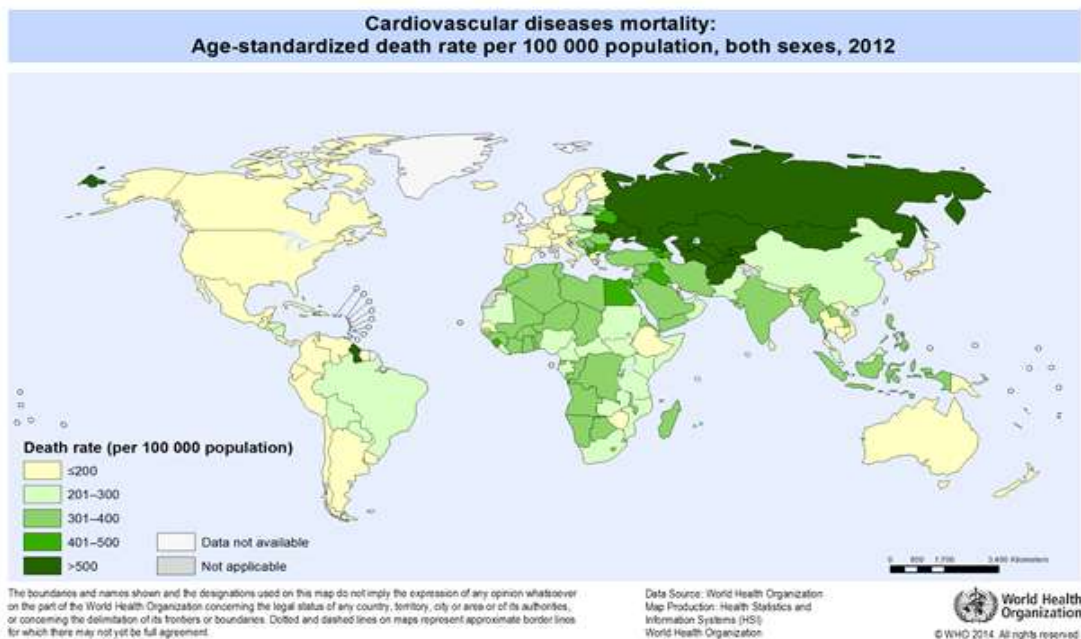 Cardiovascular diseases mortality:
Age-standardized death rate per 100 000 population, both sexes, 2012
Death rate (per 100 000 population)
≤200
201–300
301–400
401–500
>500
Data not available
Not applicable
Kilometers
The boundaries and names shown and the designations used on this map do not imply the expression of any opinion whatsoever
on the part of the World Health Organization concerning the legal status of any country, territory, city or area or of its authorities,
or concerning the delimitation of its frontiers or boundaries. Dotted and dashed lines on maps represent approximate border lines
for which there may not yet be full agreement.
Data Source: World Health Organization
Map Production: Health Statistics and
Information Systems (HSI)
World Health Organization
World Health
Organization
© WHO 2014. All rights reserved.